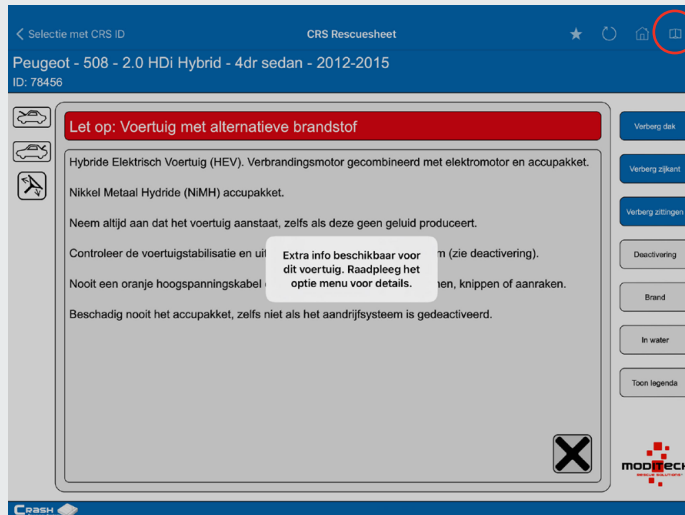 Selectie met CRS ID
CRS Rescuesheet
Peugeot - 508 - 2.0 HDi Hybrid - 4dr sedan - 2012-2015
ID: 78456
Let op: Voertuig met alternatieve brandstof
Hybride Elektrisch Voertuig (HEV). Verbrandingsmotor gecombineerd met elektromotor en accupakket.
Nikkel Metaal Hydride (NiMH) accupakket.
Neem altijd aan dat het voertuig aanstaat, zelfs als deze geen geluid produceert.
Controleer de voertuigstabilisatie en (zie deactivering).
Nooit een oranje hoogspanningskabel knippen of aanraken.
Beschadig nooit het accupakket, zelfs niet als het aandrijfsysteem is gedeactiveerd.
Extra info beschikbaar voor
dit voertuig. Raadpleeg het
optie menu voor details.
Verberg dak
Verberg zijkant
Verberg zittingen
Deactivering
Brand
In water
Toon legenda
MODITECH
CRASH